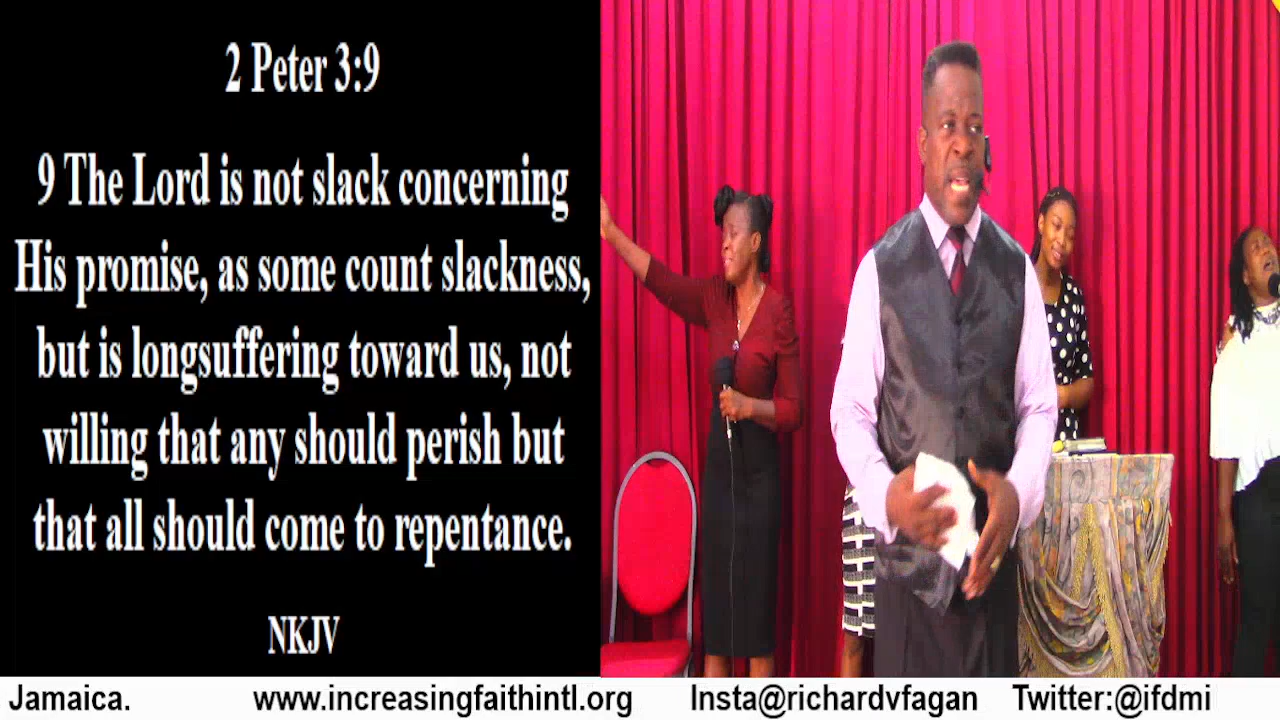 2 Peter 3:9
9 The Lord is not slack concerning
His promise, as some count slackness,
but is longsuffering toward us, not
willing that any should perish but
that all should come to repentance.
NKJV
Jamaica. www.increasingfaithintl.org Insta@richardvfagan Twitter:@ifdmi